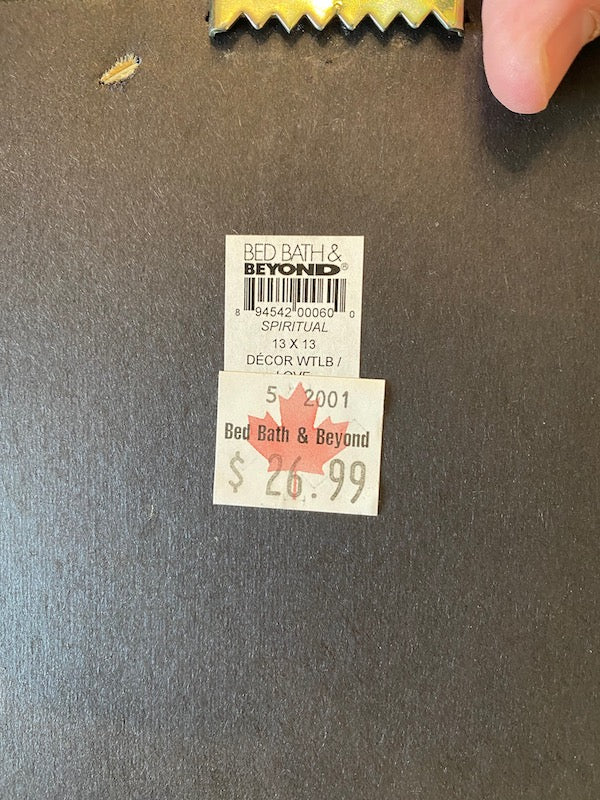 BED BATH &
BEYOND®
8 94542 00060 0
SPIRITUAL
13 X 13
DÉCOR WTLB /
LOVE
5 2001
Bed Bath & Beyond
$ 26.99